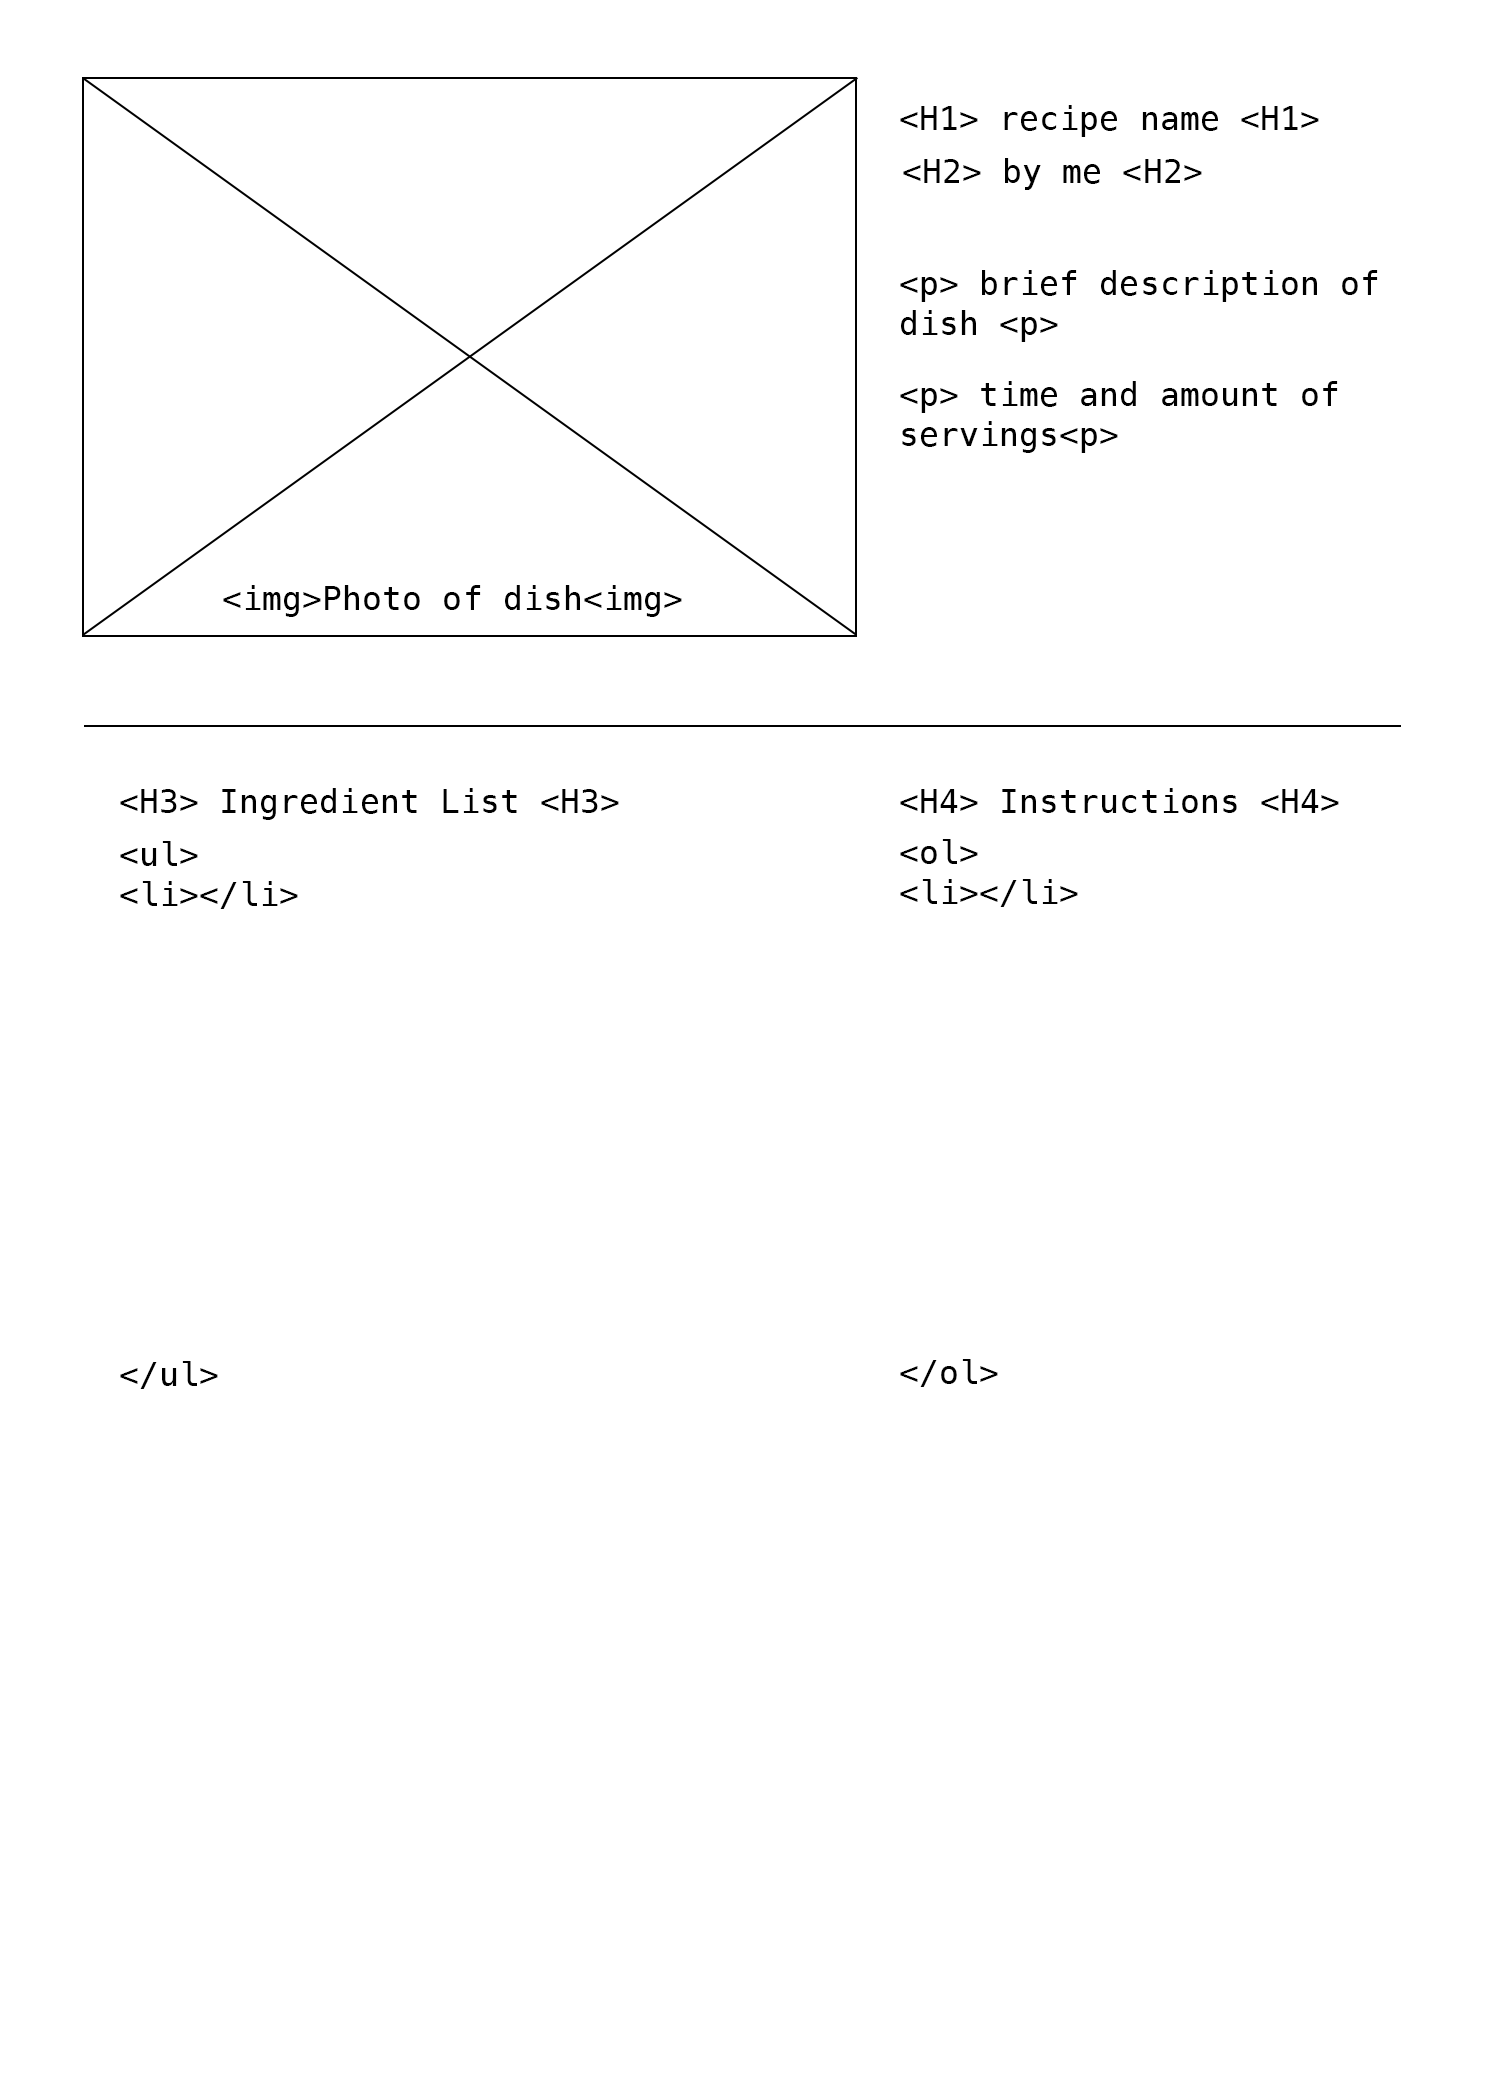 <H1> recipe name <H1>
<H2> by me <H2>
<p> brief description of
dish <p>
<p> time and amount of
servings<p>
<img>Photo of dish<img>
<H3> Ingredient List <H3>
<ul>
<li></li>
</ul>
<H4> Instructions <H4>
<ol>
<li></li>
</ol>